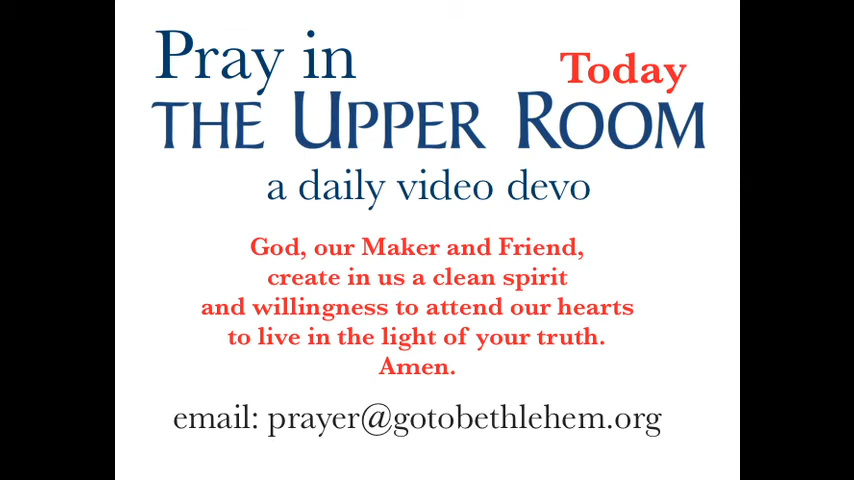 Pray in
Today
THE UPPER ROOM
a daily video devo
God, our Maker and Friend,
create in us a clean spirit
and willingness to attend our hearts
to live in the light of your truth.
Amen.
email: prayer@gotobethlehem.org